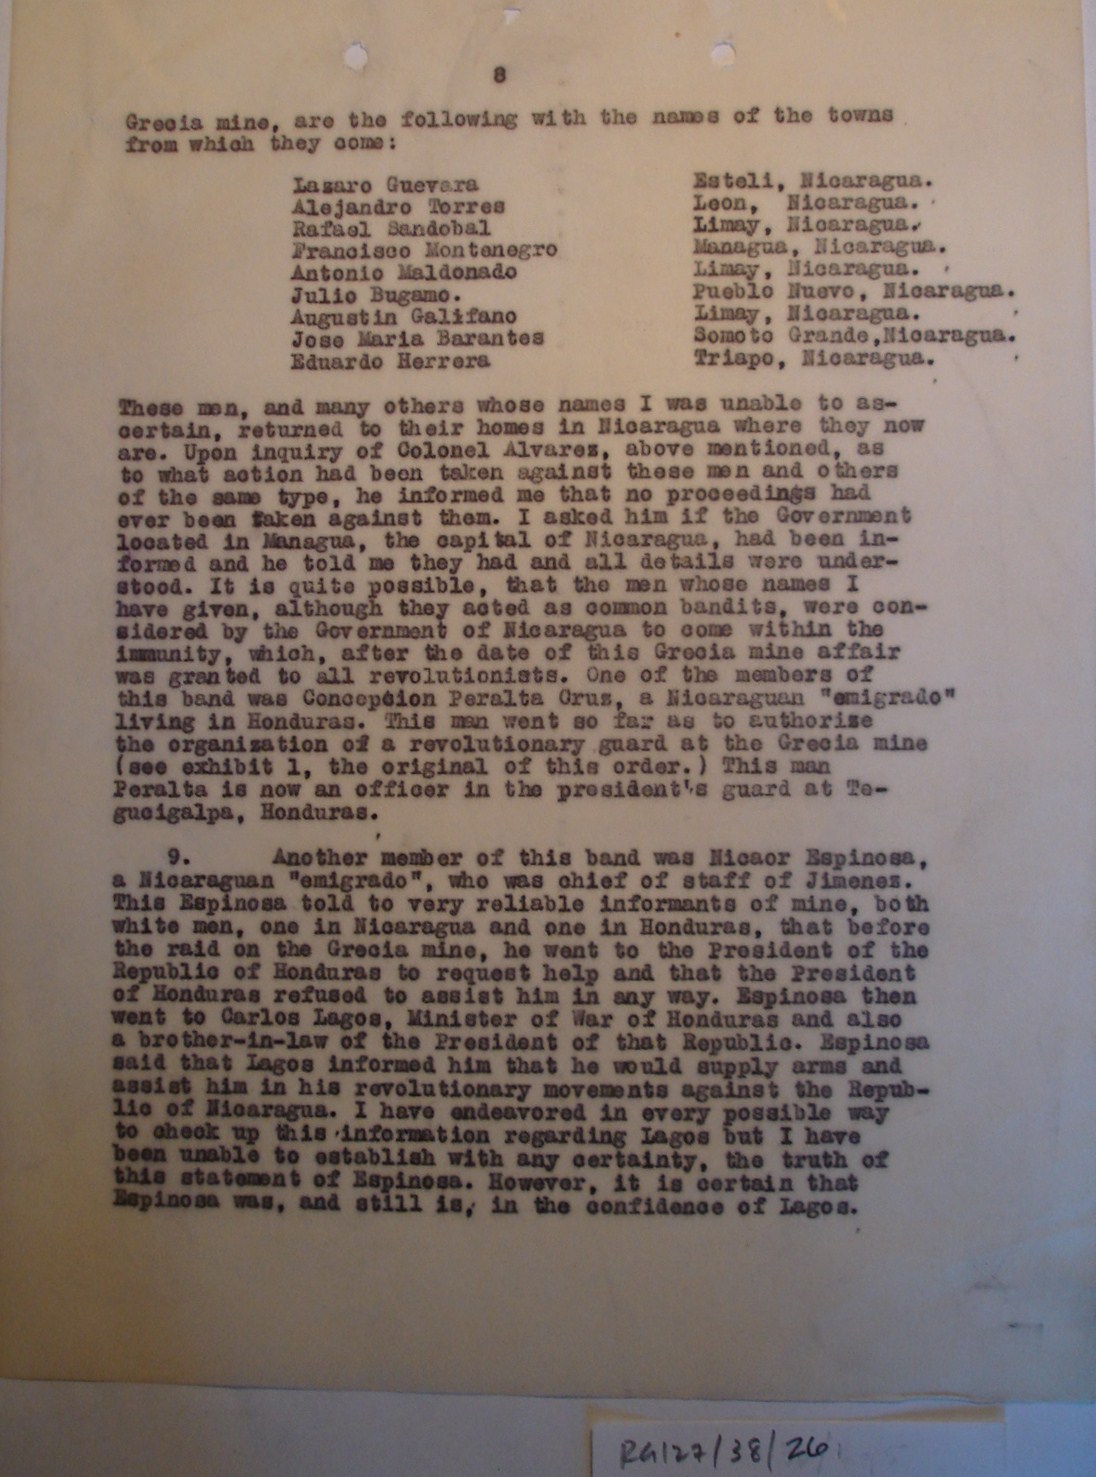 8
Grecia mine, are the following with the names of the towns
from which they come:
Lazaro Guevara Esteli, Nicaragua.
Alejandro Torres Leon, Nicaragua.
Rafael Sandobal Limay, Nicaragua.
Francisco Montenegro Managua, Nicaragua.
Antonio Maldonado Limay, Nicaragua.
Julio Bugamo. Pueblo Nuevo, Nicaragua.
Augustin Galifano Limay, Nicaragua.
Jose Maria Barantes Somoto Grande,Nicaragua.
Eduardo Herrera Triapo, Nicaragua.
These men, and many others whose names I was unable to as-
certain, returned to their homes in Nicaragua where they now
are. Upon inquiry of Colonel Alvarez, above mentioned, as
to what action had been taken against these men and others
of the same type, he informed me that no proceedings had
ever been taken against them. I asked him if the Government
located in Managua, the capital of Nicaragua, had been in-
formed and he told me they had and all details were under-
stood. It is quite possible, that the men whose names I
have given, although they acted as common bandits, were con-
sidered by the Government of Nicaragua to come within the
immunity, which, after the date of this Grecia mine affair
was granted to all revolutionists. One of the members of
this band was Concepcion Peralta Cruz, a Nicaraguan "emigrado"
living in Honduras. This man went so far as to authorize
the organization of a revolutionary guard at the Grecia mine
(see exhibit 1, the original of this order.) This man
Peralta is now an officer in the president's guard at Te-
gucigalpa, Honduras.
9. Another member of this band was Nicaor Espinosa,
a Nicaraguan "emigrado", who was chief of staff of Jimenez.
This Espinosa told to very reliable informants of mine, both
white men, one in Nicaragua and one in Honduras, that before
the raid on the Grecia mine, he went to the President of the
Republic of Honduras to request help and that the President
of Honduras refused to assist him in any way. Espinosa then
went to Carlos Lagos, Minister of War of Honduras and also
a brother-in-law of the President of that Republic. Espinosa
said that Lagos informed him that he would supply arms and
assist him in his revolutionary movements against the Repub-
lic of Nicaragua. I have endeavored in every possible way
to check up this information regarding Lagos but I have
been unable to establish with any certainty, the truth of
this statement of Espinosa. However, it is certain that
Espinosa was, and still is, in the confidence of Lagos.
RG127/38/26